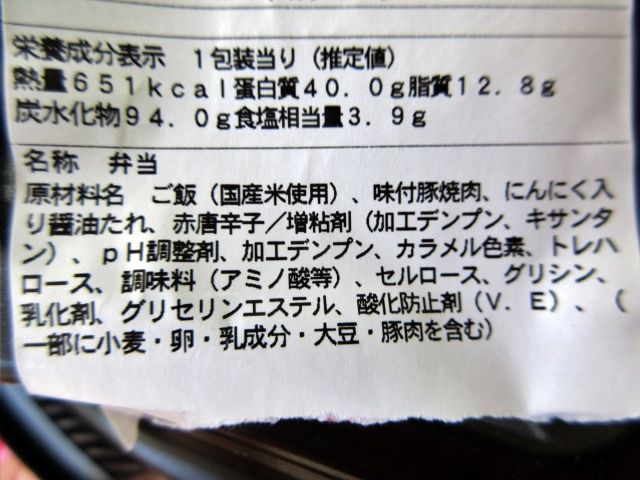 栄養成分表示　1包装当り（推定値）
熱量651kcal蛋白質40.0g脂質12.8g
炭水化物94.0g食塩相当量3.9g
名称　弁当
原材料名　ご飯（国産米使用）、味付豚焼肉、にんにく入
り醤油たれ、赤唐辛子／増粘剤（加工デンプン、キサンタ
ン）、pH調整剤、加工デンプン、カラメル色素、トレハ
ロース、調味料（アミノ酸等）、セルロース、グリシン、
乳化剤、グリセリンエステル、酸化防止剤（V.E）、（
一部に小麦・卵・乳成分・大豆・豚肉を含む）